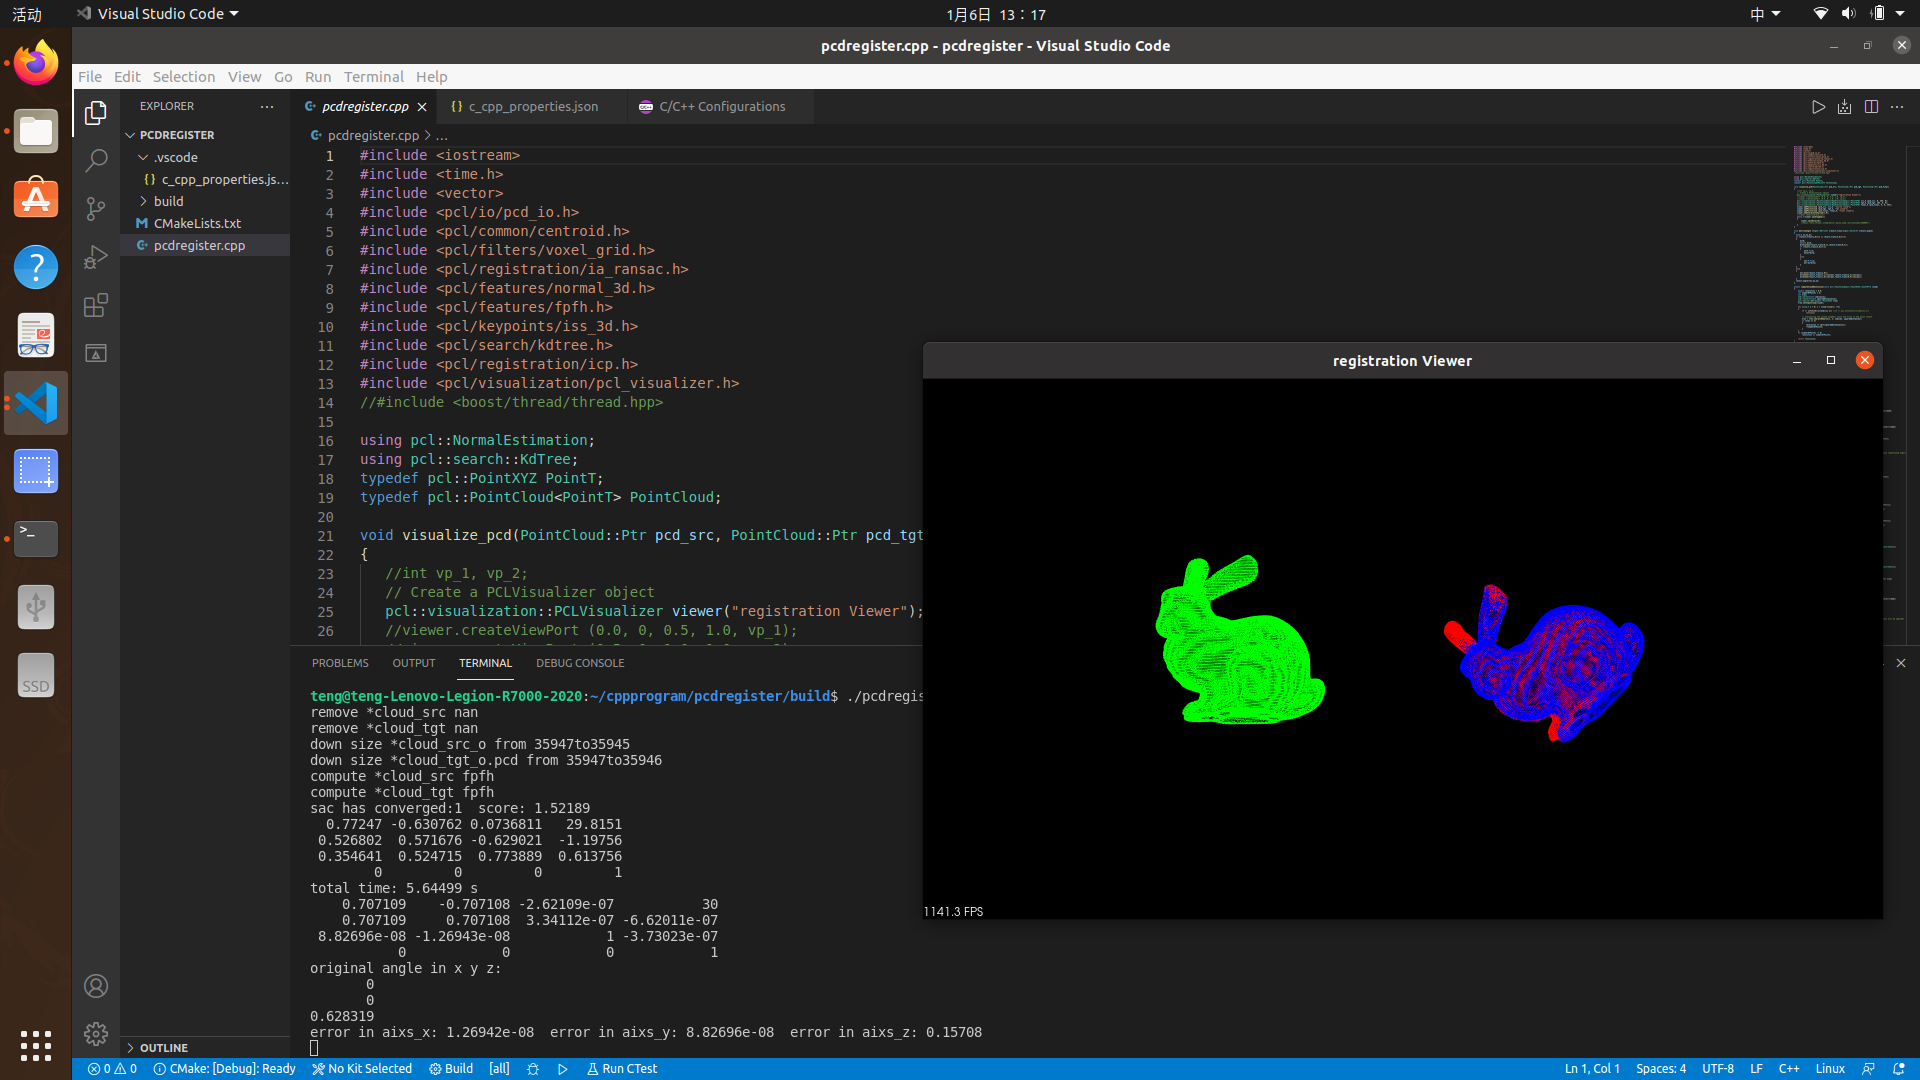 活动
Visual Studio Code
1月6日 13：17
中
pcdregister.cpp - pcdregister - Visual Studio Code
File Edit Selection View Go Run Terminal Help
EXPLORER
PCDREGISTER
.vscode
c_cpp_properties.js...
build
CMakeLists.txt
pcdregister.cpp
OUTLINE
pcdregister.cpp
c_cpp_properties.json
C/C++ Configurations
pcdregister.cpp > ...
1 #include <iostream>
2 #include <time.h>
3 #include <vector>
4 #include <pcl/io/pcd_io.h>
5 #include <pcl/common/centroid.h>
6 #include <pcl/filters/voxel_grid.h>
7 #include <pcl/registration/ia_ransac.h>
8 #include <pcl/features/normal_3d.h>
9 #include <pcl/features/fpfh.h>
10 #include <pcl/keypoints/iss_3d.h>
11 #include <pcl/search/kdtree.h>
12 #include <pcl/registration/icp.h>
13 #include <pcl/visualization/pcl_visualizer.h>
14 //#include <boost/thread/thread.hpp>
15
16 using pcl::NormalEstimation;
17 using pcl::search::KdTree;
18 typedef pcl::PointXYZ PointT;
19 typedef pcl::PointCloud<PointT> PointCloud;
20
21 void visualize_pcd(PointCloud::Ptr pcd_src, PointCloud::Ptr pcd_tgt
22 {
23 //int vp_1, vp_2;
24 // Create a PCLVisualizer object
25 pcl::visualization::PCLVisualizer viewer("registration Viewer");
26 //viewer.createViewPort (0.0, 0, 0.5, 1.0, vp_1);
registration Viewer
1141.3 FPS
PROBLEMS OUTPUT TERMINAL DEBUG CONSOLE
teng@teng-Lenovo-Legion-R7000-2020:~/cppprogram/pcdregister/build$ ./pcdregis
remove *cloud_src nan
remove *cloud_tgt nan
down size *cloud_src_o from 35947to35945
down size *cloud_tgt_o.pcd from 35947to35946
compute *cloud_src fpfh
compute *cloud_tgt fpfh
sac has converged:1 score: 1.52189
0.77247 -0.630762 0.0736811 29.8151
0.526802 0.571676 -0.629021 -1.19756
0.354641 0.524715 0.773889 0.613756
0 0 0 1
total time: 5.64499 s
0.707109 -0.707108 -2.62109e-07 30
0.707109 0.707108 3.34112e-07 -6.62011e-07
8.82696e-08 -1.26943e-08 1 -3.73023e-07
0 0 0 1
original angle in x y z:
0
0
0.628319
error in aixs_x: 1.26942e-08 error in aixs_y: 8.82696e-08 error in aixs_z: 0.15708
SSD
0 0 CMake: [Debug]: Ready No Kit Selected Build [all] Run CTest
Ln 1, Col 1 Spaces: 4 UTF-8 LF C++ Linux